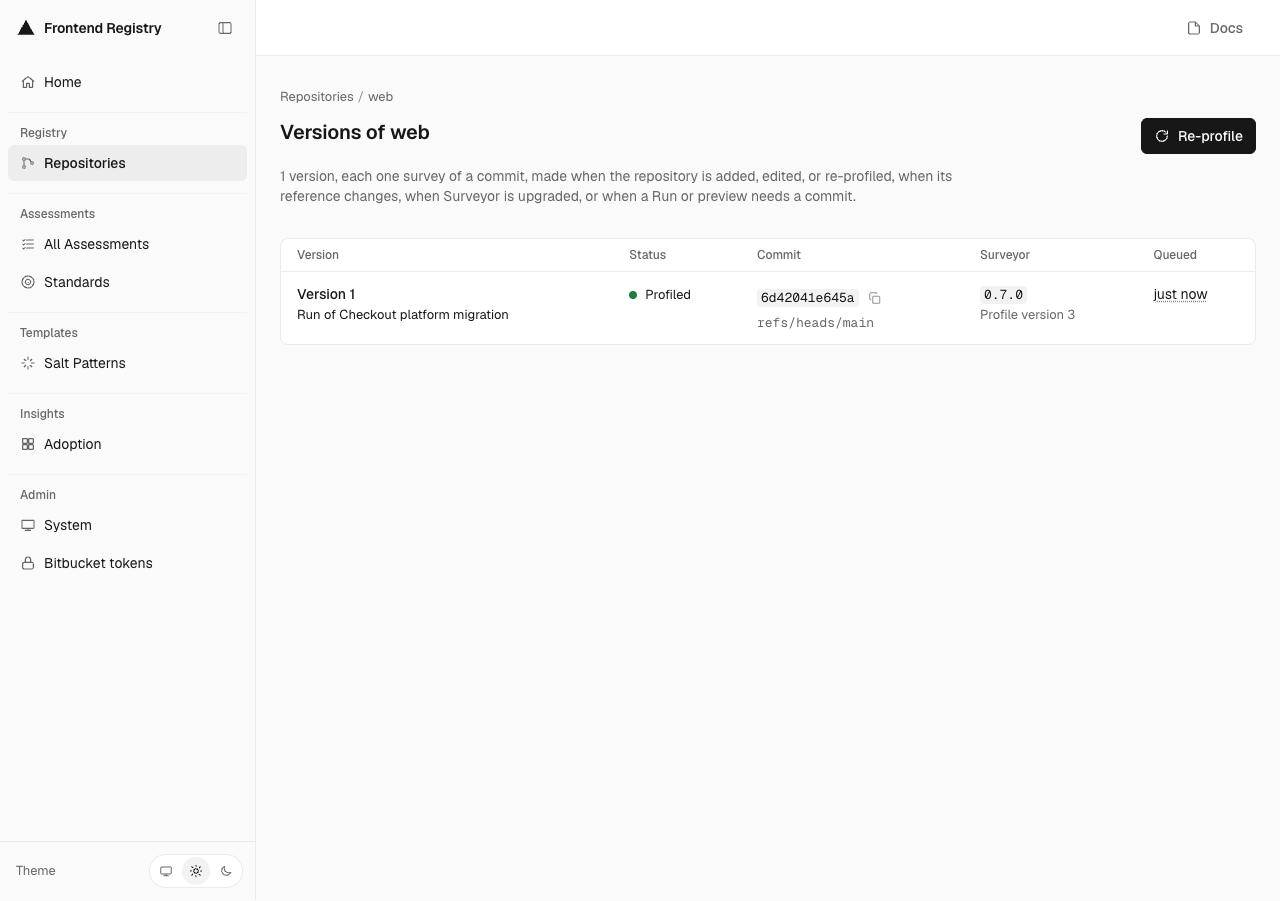 Frontend Registry
Docs
Home
Registry
Repositories
Assessments
All Assessments
Standards
Templates
Salt Patterns
Insights
Adoption
Admin
System
Bitbucket tokens
Theme
Repositories / web
Versions of web
Re-profile
1 version, each one survey of a commit, made when the repository is added, edited, or re-profiled, when its
reference changes, when Surveyor is upgraded, or when a Run or preview needs a commit.
Version Status Commit Surveyor Queued
Version 1 Profiled 6d42041e645a 0.7.0 just now
Run of Checkout platform migration refs/heads/main Profile version 3